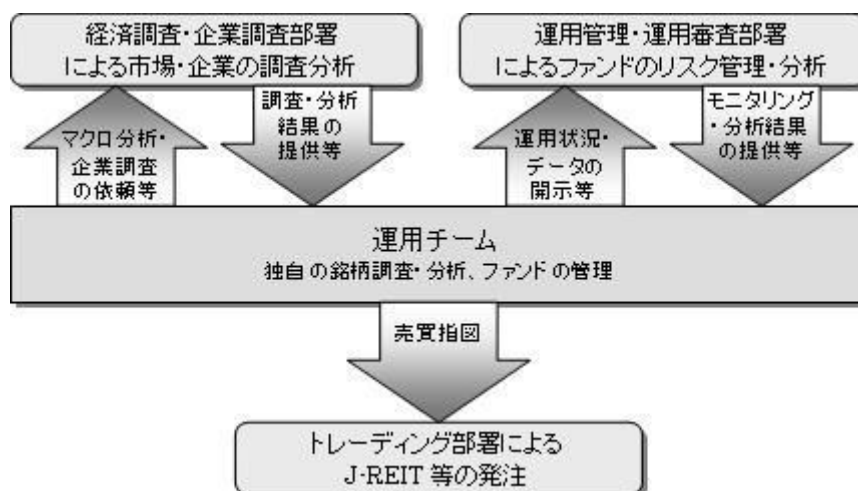 経済調査・企業調査部署
による市場・企業の調査分析
運用管理・運用審査部署
によるファンドのリスク管理・分析
マクロ分析・
企業調査
の依頼等
調査・分析
結果の
提供等
運用状況・
データの
開示等
モニタリング
・分析結果
の提供等
運用チーム
独自の銘柄調査・分析、ファンドの管理
売買指図
トレーディング部署による
J-REIT 等の発注